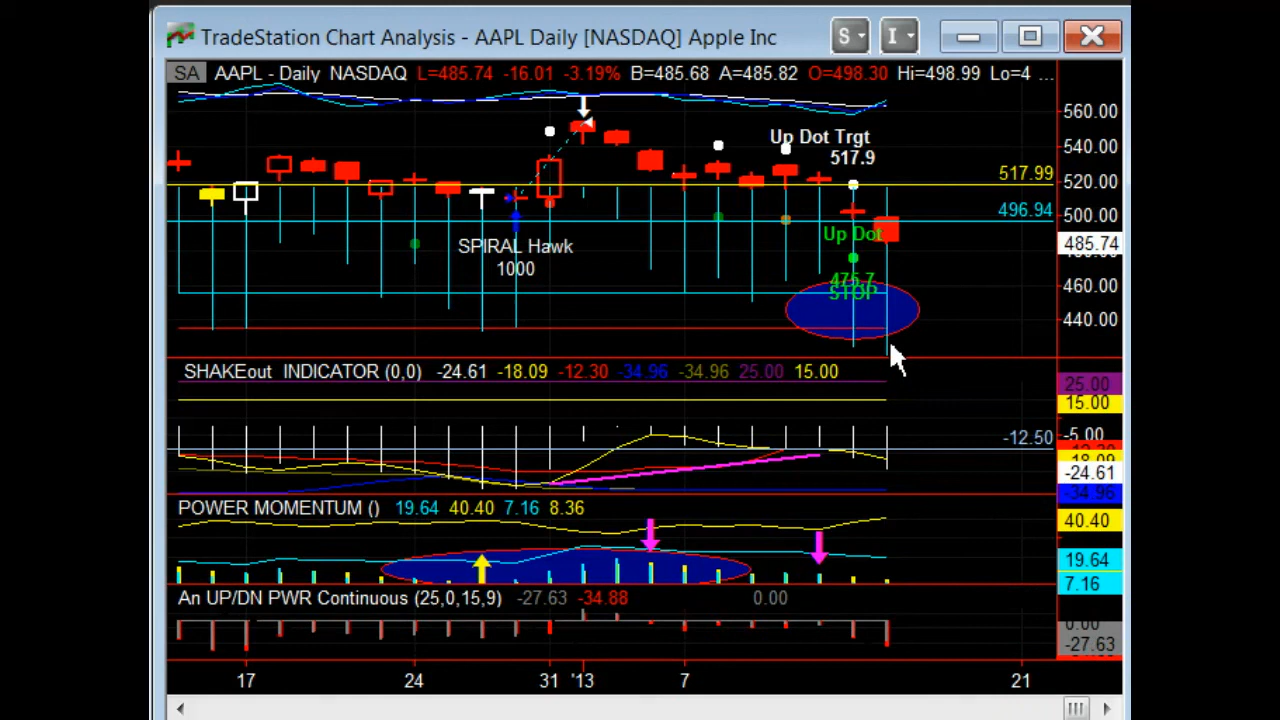 TradeStation Chart Analysis - AAPL Daily [NASDAQ] Apple Inc
S
I
SA AAPL - Daily NASDAQ L=485.74 -16.01 -3.19% B=485.68 A=485.82 O=498.30 Hi=498.99 Lo=4 ...
560.00
Up Dot Trgt
540.00
517.9
517.99
520.00
496.94
500.00
Up Dot
485.74
SPIRAL Hawk
1000
475.7
STOP
460.00
440.00
SHAKEout INDICATOR (0,0) -24.61 -18.09 -12.30 -34.96 -34.96 25.00 15.00
25.00
15.00
-12.50
-5.00
-24.61
-34.96
POWER MOMENTUM () 19.64 40.40 7.16 8.36
40.40
19.64
7.16
An UP/DN PWR Continuous (25,0,15,9) -27.63 -34.88 0.00
0.00
-27.63
17 24 31 '13 7 21